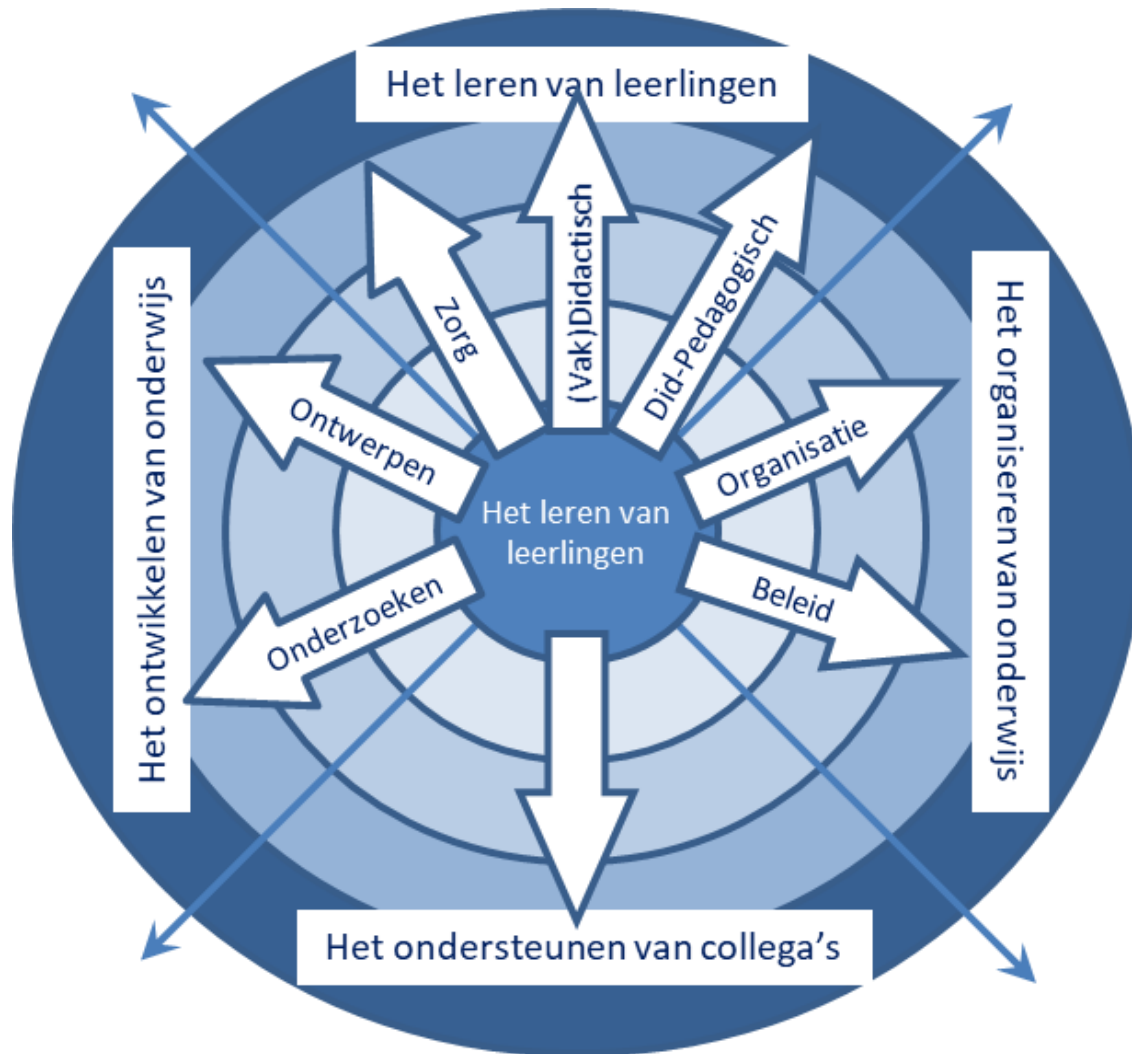 Het leren van leerlingen
Zorg
(Vak)Didactisch
Did-Pedagogisch
Het ontwikkelen van onderwijs
Ontwerpen
Organisatie
Het organiseren van onderwijs
Het leren van
leerlingen
Onderzoeken
Beleid
Het ondersteunen van collega’s